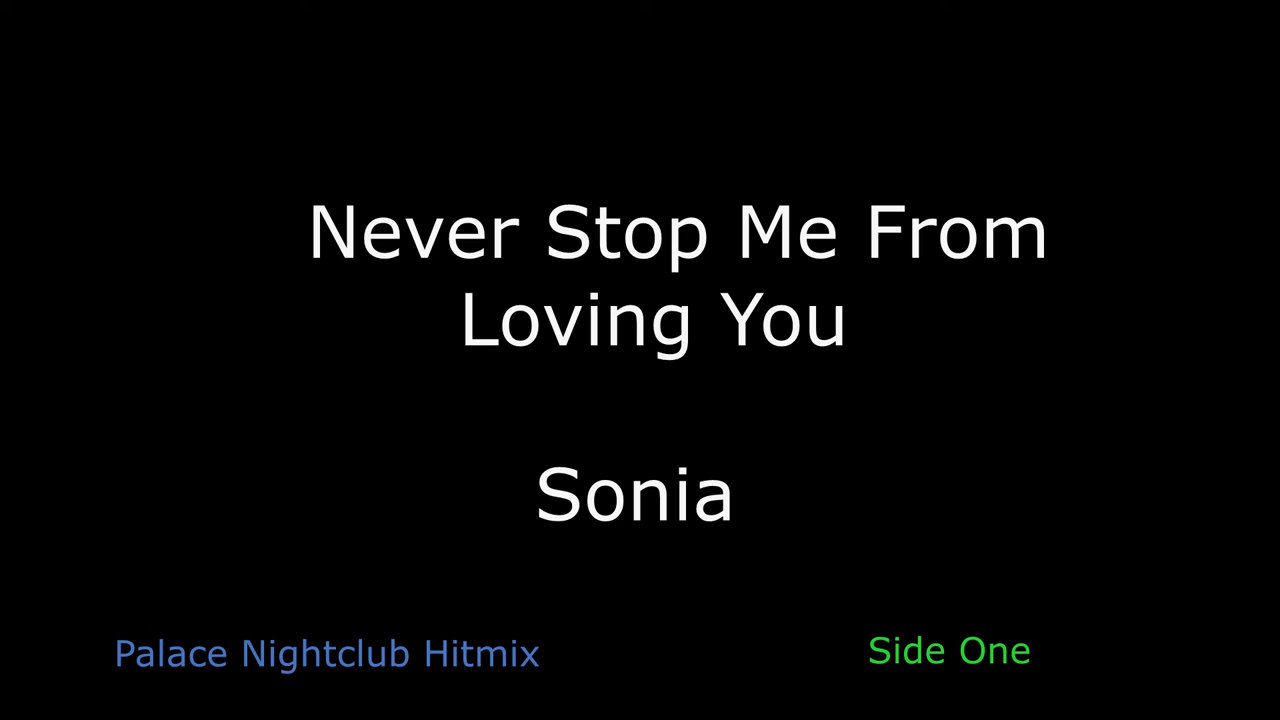 Never Stop Me From
Loving You
Sonia
Palace Nightclub Hitmix
Side One